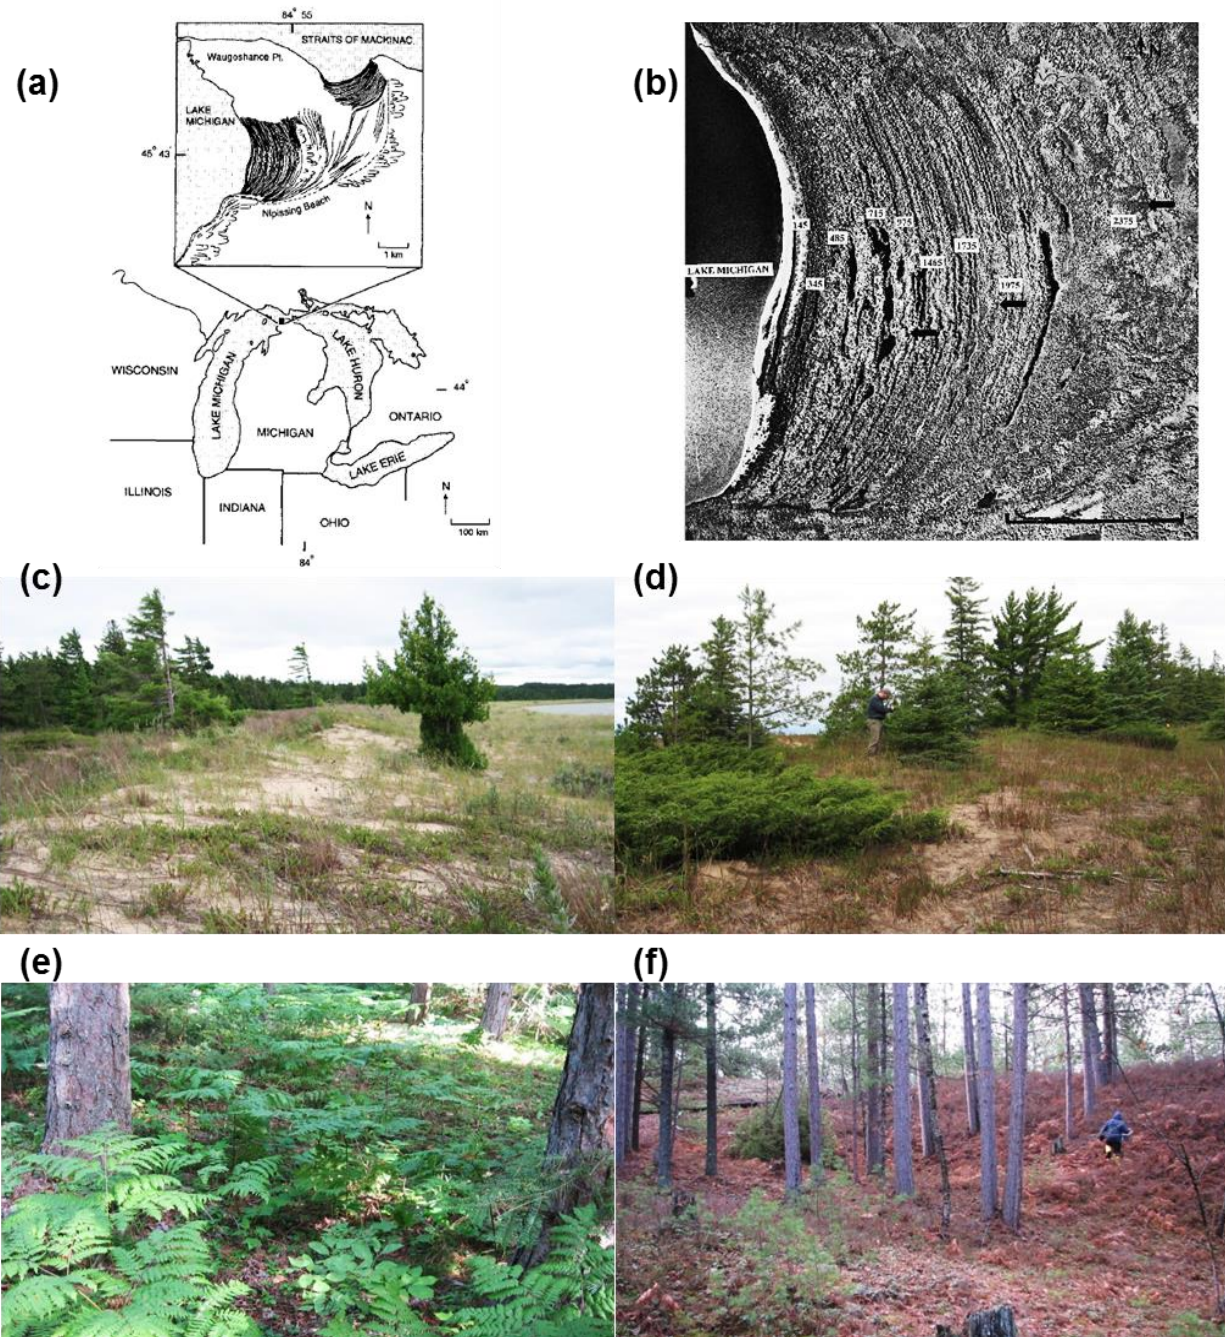 (a)
84° 55'
STRAITS OF MACKINAC
Waugoshance Pt.
LAKE
MICHIGAN
45° 43'
Nipissing Beach
N
1 km
WISCONSIN
LAKE MICHIGAN
LAKE HURON
44°
ONTARIO
MICHIGAN
LAKE ERIE
ILLINOIS
INDIANA
OHIO
N
100 km
84°
(b)
N
2375
145
485
715
975
1735
1465
LAKE MICHIGAN
345
1975
(c)
(d)
(e)
(f)